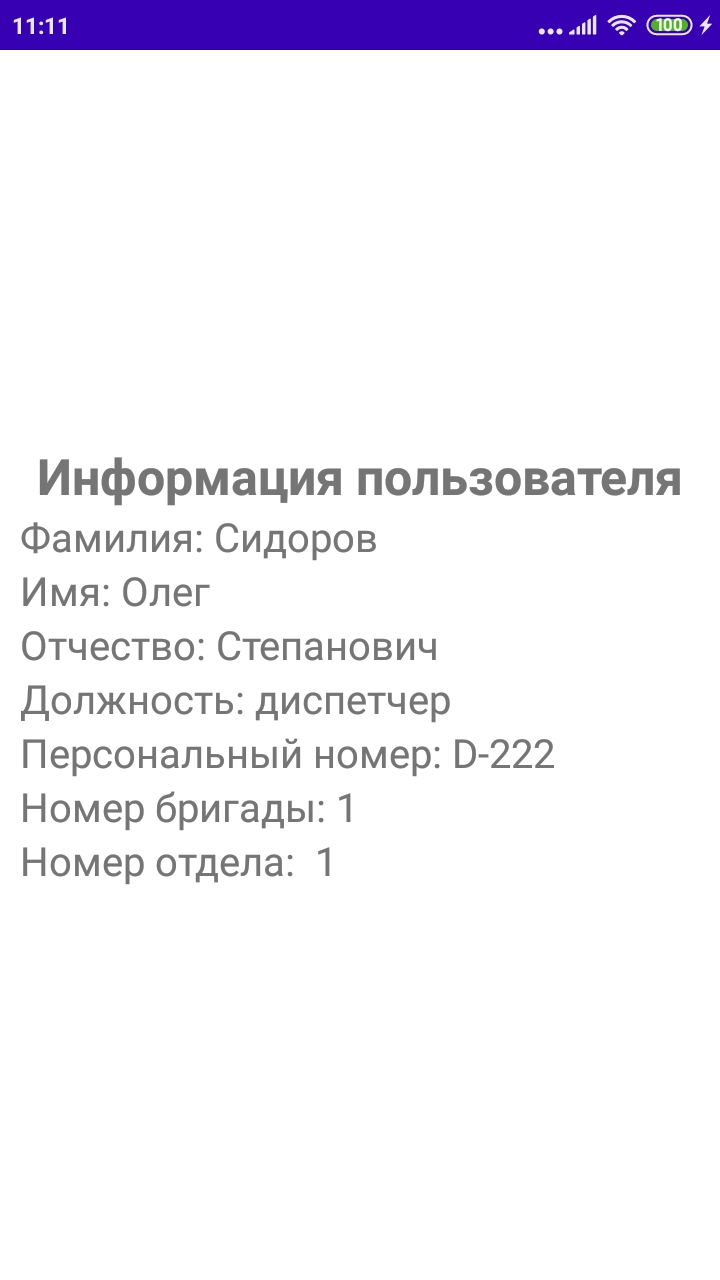 11:11
100
Информация пользователя
Фамилия: Сидоров
Имя: Олег
Отчество: Степанович
Должность: диспетчер
Персональный номер: D-222
Номер бригады: 1
Номер отдела:  1